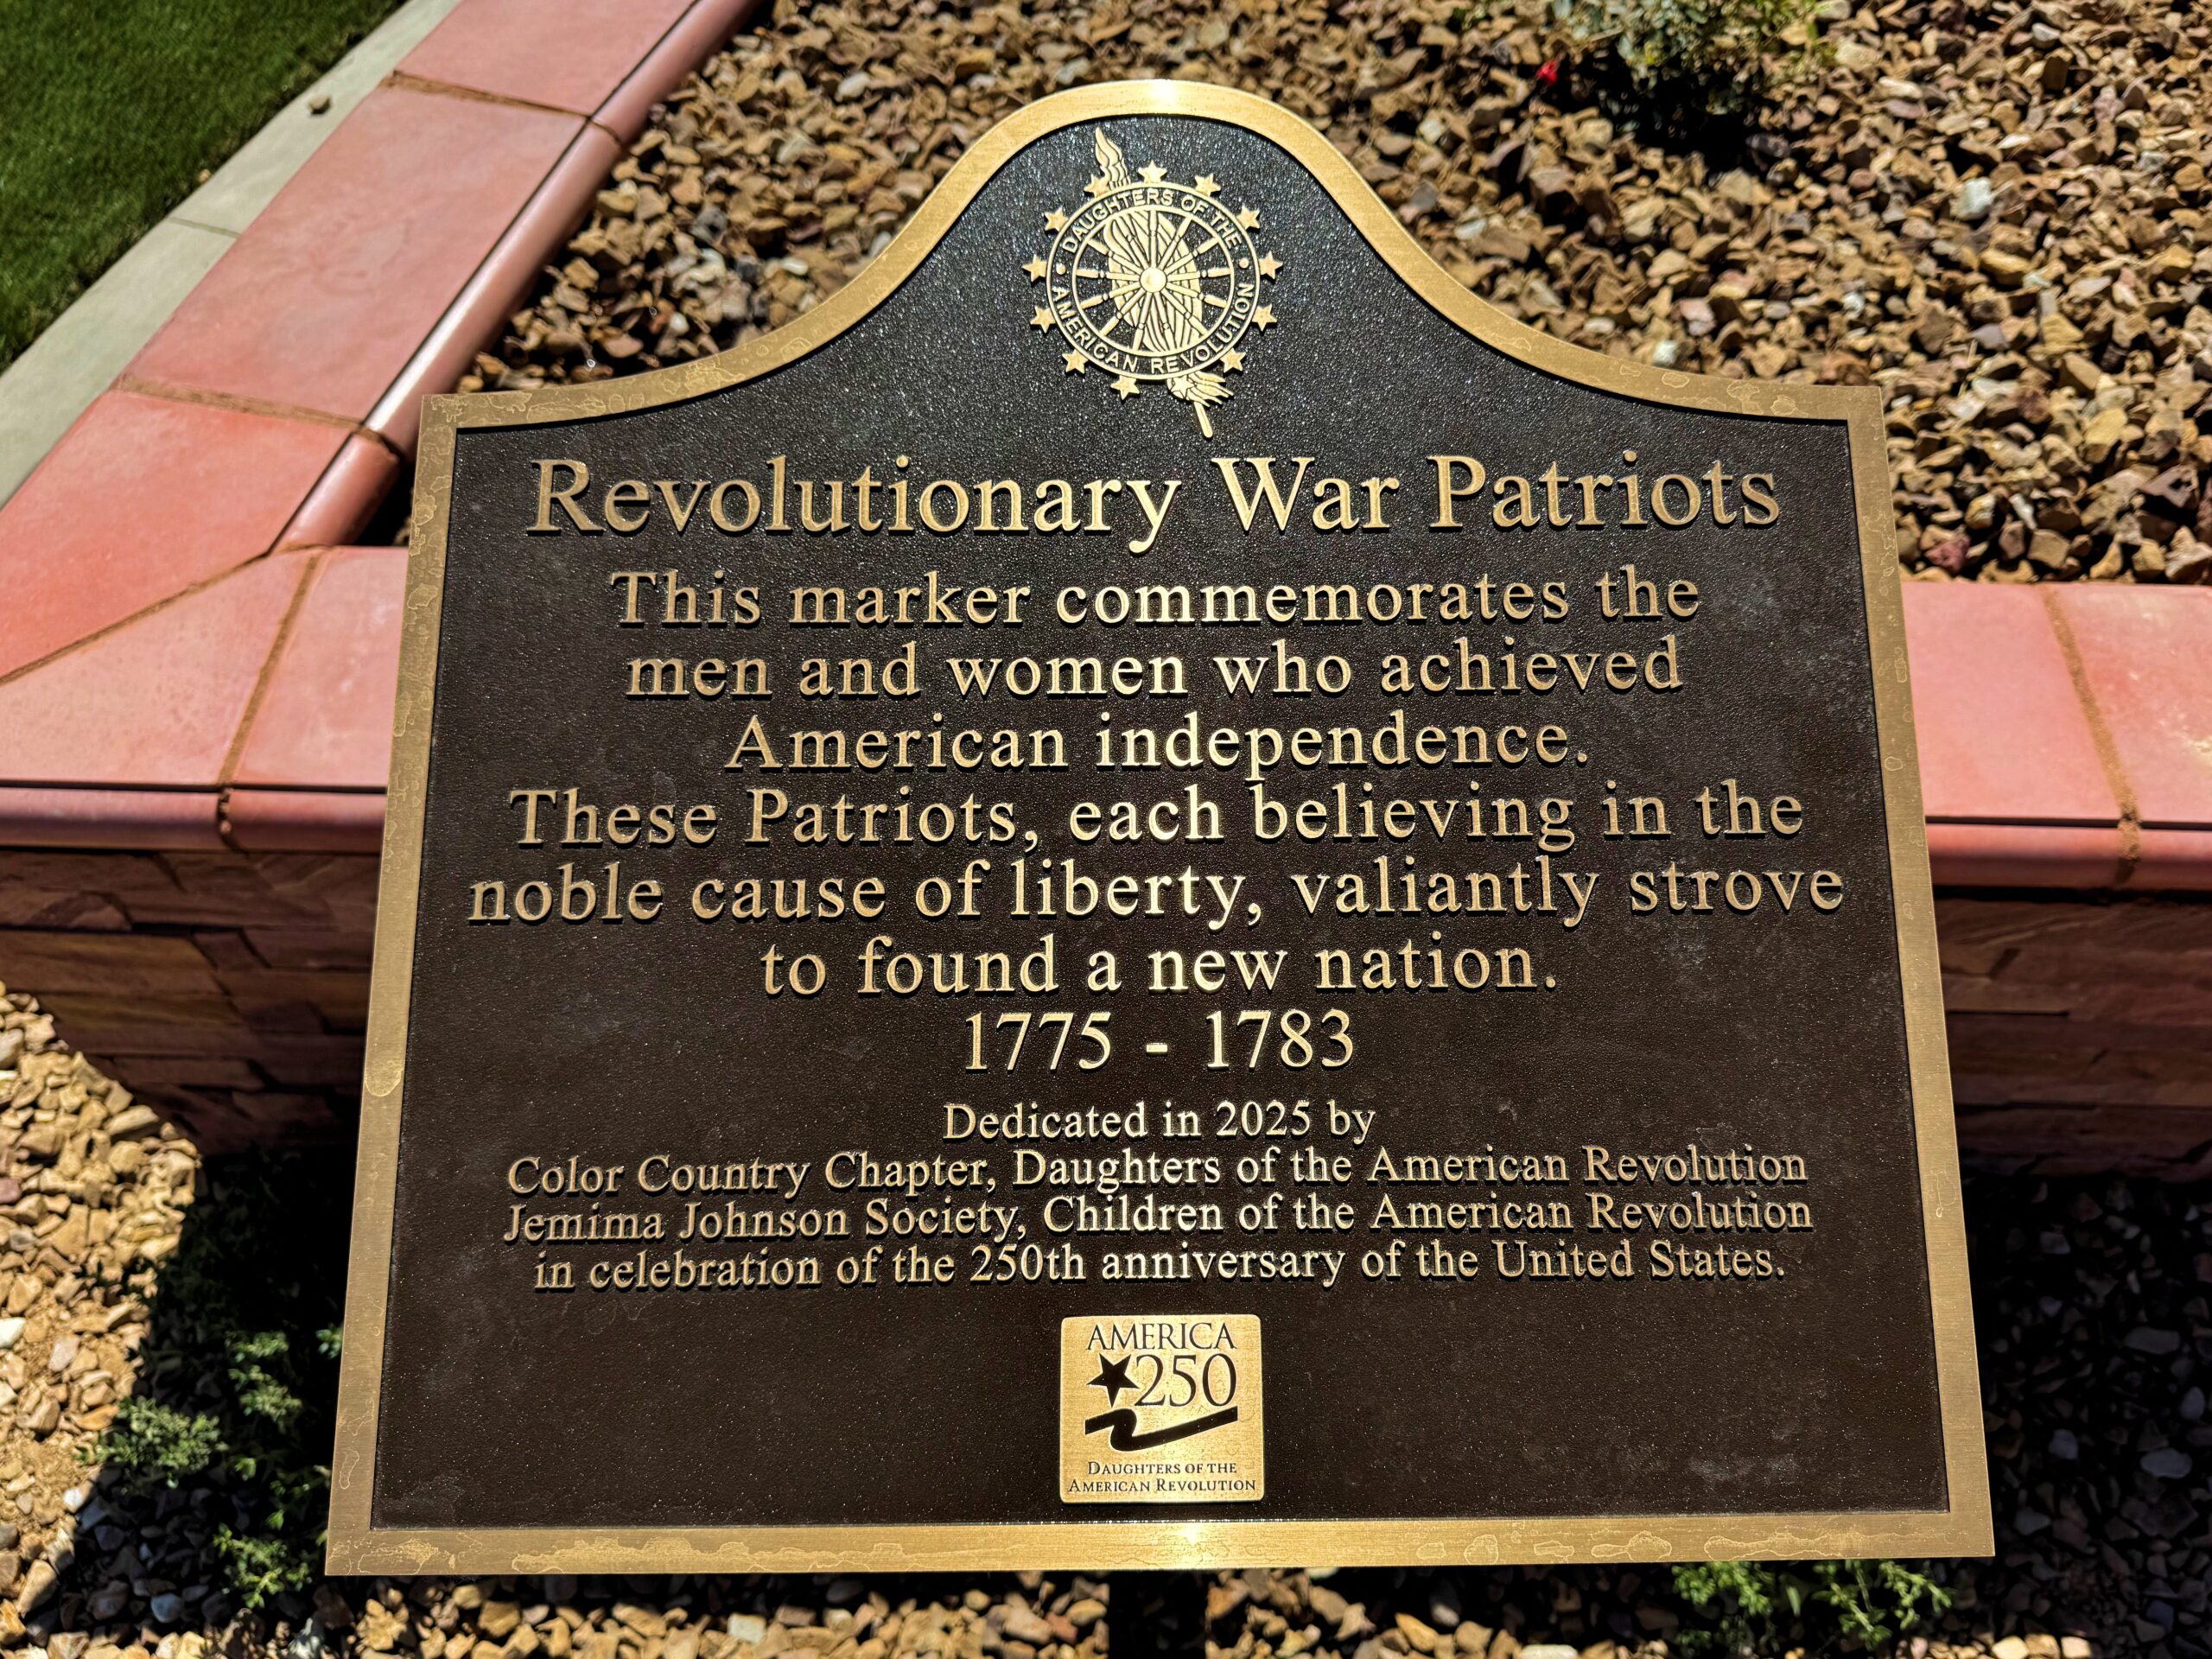 DAUGHTERS OF THE
AMERICAN REVOLUTION
Revolutionary War Patriots
This marker commemorates the
men and women who achieved
American independence.
These Patriots, each believing in the
noble cause of liberty, valiantly strove
to found a new nation.
1775 - 1783
Dedicated in 2025 by
Color Country Chapter, Daughters of the American Revolution
Jemima Johnson Society, Children of the American Revolution
in celebration of the 250th anniversary of the United States.
AMERICA
250
DAUGHTERS OF THE
AMERICAN REVOLUTION